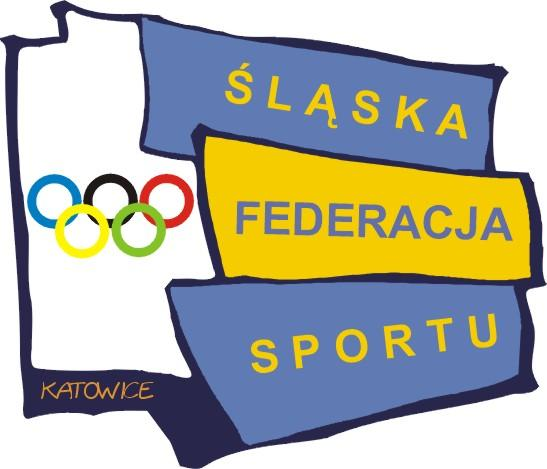 ŚLĄSKA
FEDERACJA
SPORTU
KATOWICE